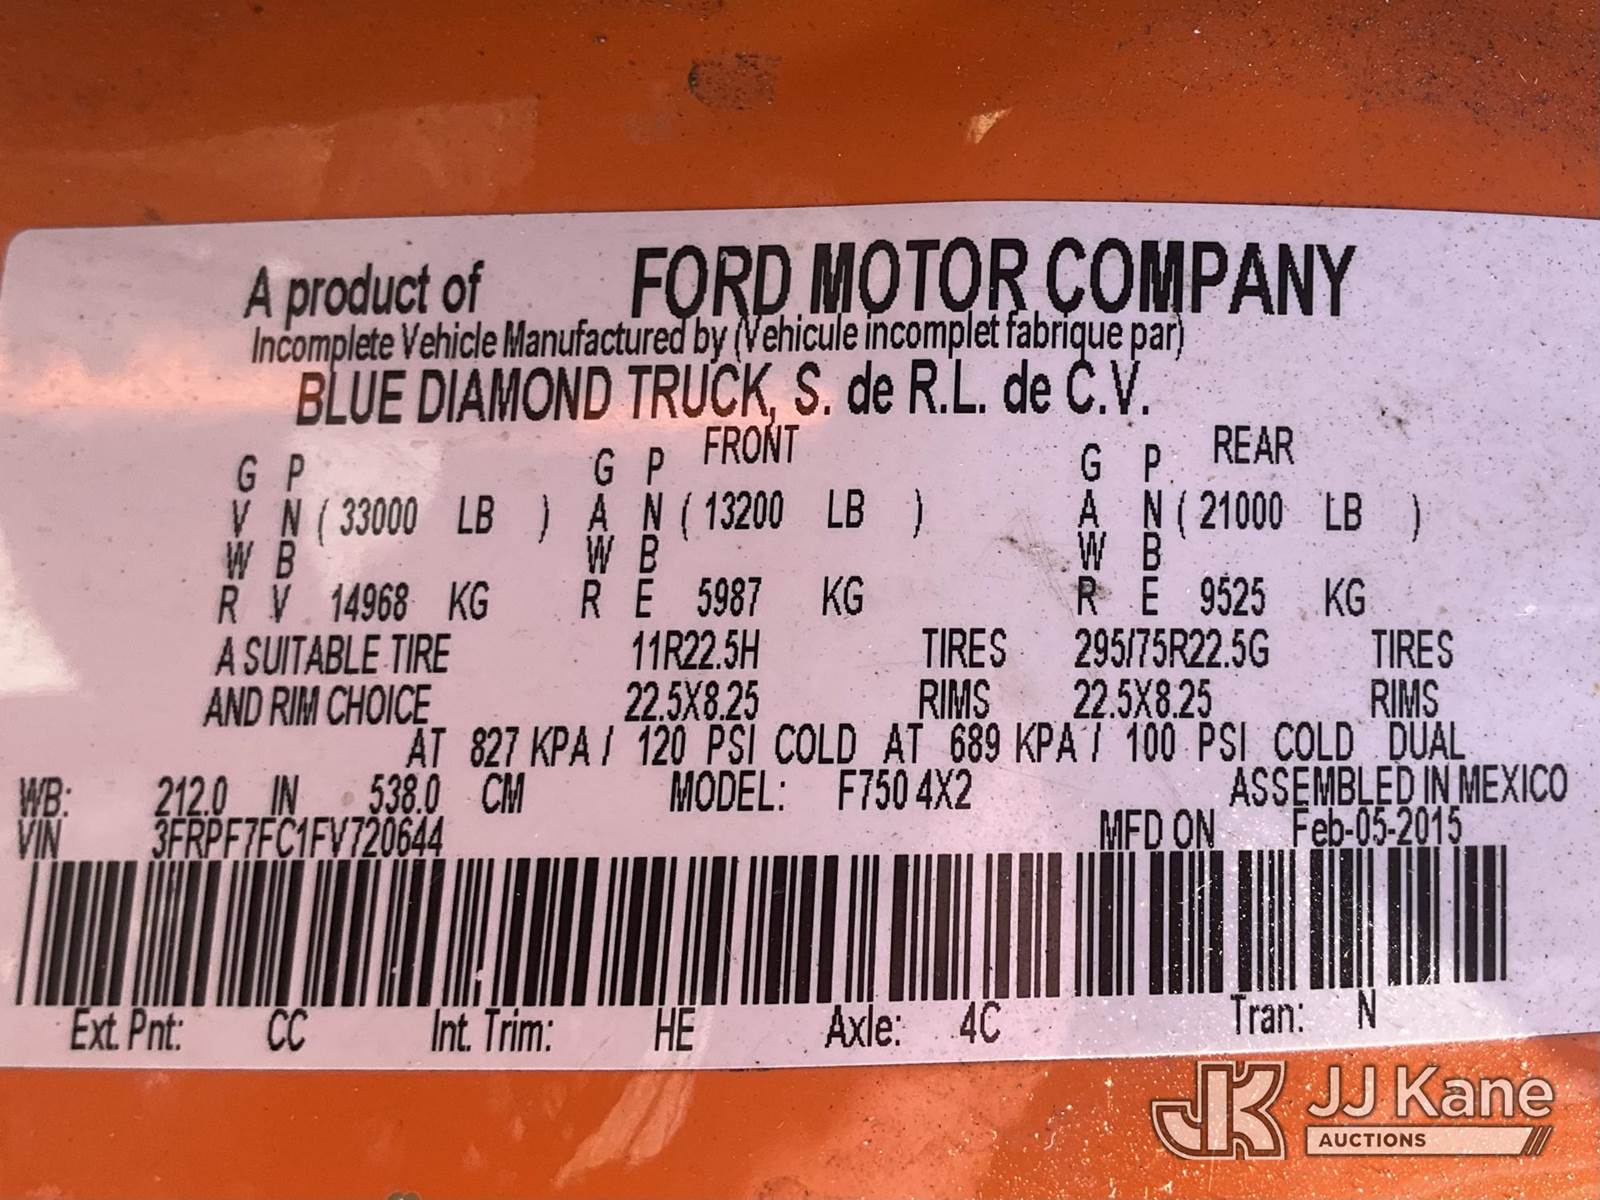 A product of FORD MOTOR COMPANY
Incomplete Vehicle Manufactured by (Vehicule incomplet fabrique par)
BLUE DIAMOND TRUCK, S. de R.L. de C.V.
FRONT REAR
G P G P G P
V N ( 33000 LB ) A N ( 13200 LB ) A N ( 21000 LB )
W B W B W B
R V 14968 KG R E 5987 KG R E 9525 KG
A SUITABLE TIRE 11R22.5H TIRES 295/75R22.5G TIRES
AND RIM CHOICE 22.5X8.25 RIMS 22.5X8.25 RIMS
AT 827 KPA / 120 PSI COLD AT 689 KPA / 100 PSI COLD DUAL
WB: 212.0 IN 538.0 CM MODEL: F750 4X2 ASSEMBLED IN MEXICO
VIN 3FRPF7FC1FV720644 MFD ON Feb-05-2015
Ext. Pnt: CC Int. Trim: HE Axle: 4C Tran: N
JK JJ Kane
AUCTIONS